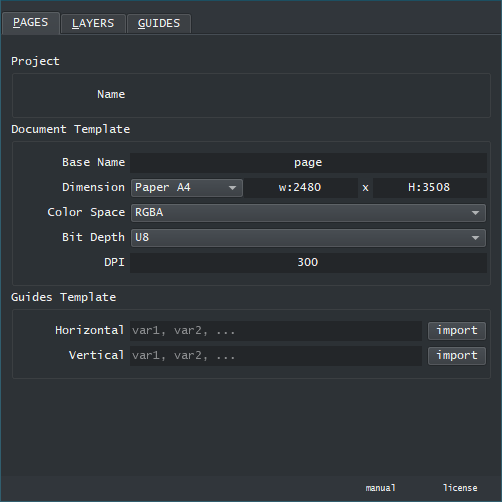 PAGES LAYERS GUIDES
Project
Name
Document Template
Base Name page
Dimension Paper A4 w:2480 x H:3508
Color Space RGBA
Bit Depth U8
DPI 300
Guides Template
Horizontal var1, var2, ... import
Vertical var1, var2, ... import
manual license